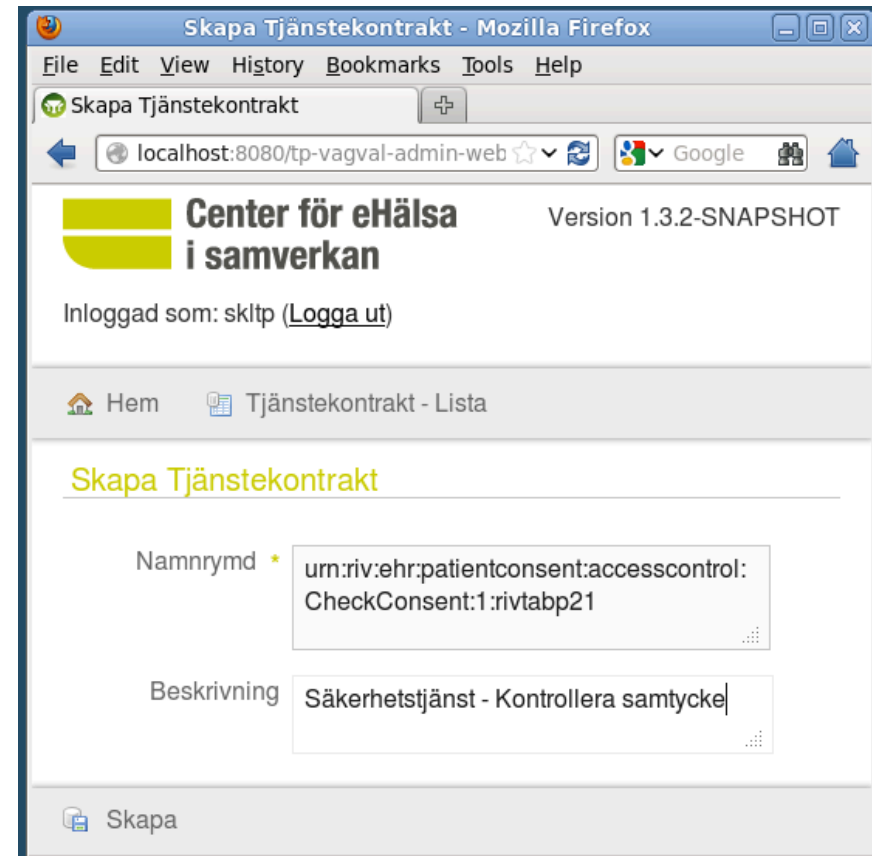 Skapa Tjänstekontrakt - Mozilla Firefox
File Edit View History Bookmarks Tools Help
Skapa Tjänstekontrakt
localhost:8080/tp-vagval-admin-web Google
Center för eHälsa
i samverkan
Version 1.3.2-SNAPSHOT
Inloggad som: skltp (Logga ut)
Hem Tjänstekontrakt - Lista
Skapa Tjänstekontrakt
Namnrymd *
urn:riv:ehr:patientconsent:accesscontrol:
CheckConsent:1:rivtabp21
Beskrivning
Säkerhetstjänst - Kontrollera samtycke
Skapa